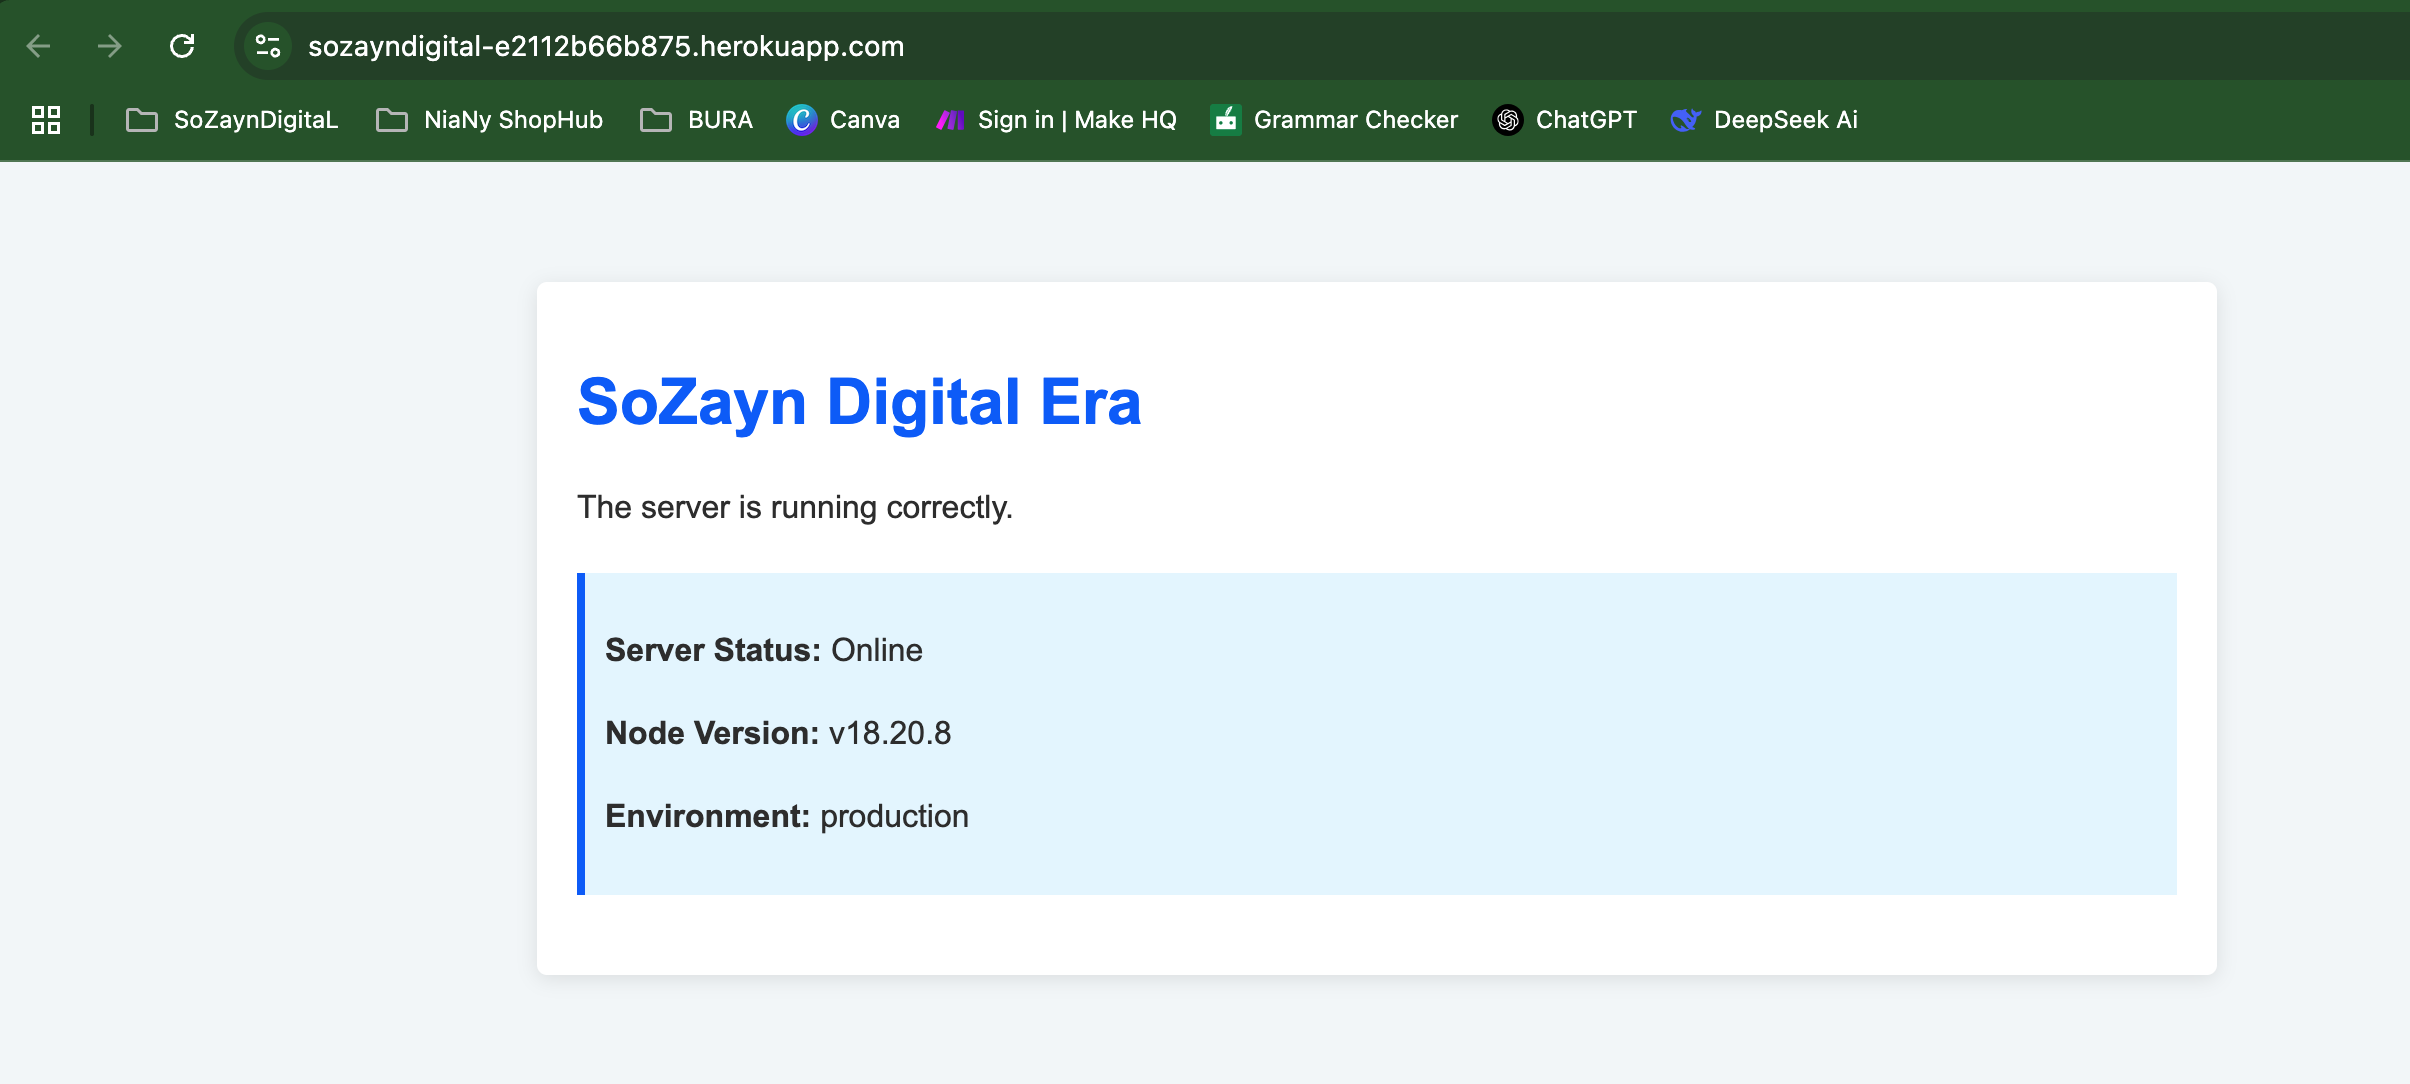 sozayndigital-e2112b66b875.herokuapp.com
SoZaynDigitaL NiaNy ShopHub BURA Canva Sign in | Make HQ Grammar Checker ChatGPT DeepSeek Ai
SoZayn Digital Era
The server is running correctly.
Server Status: Online
Node Version: v18.20.8
Environment: production